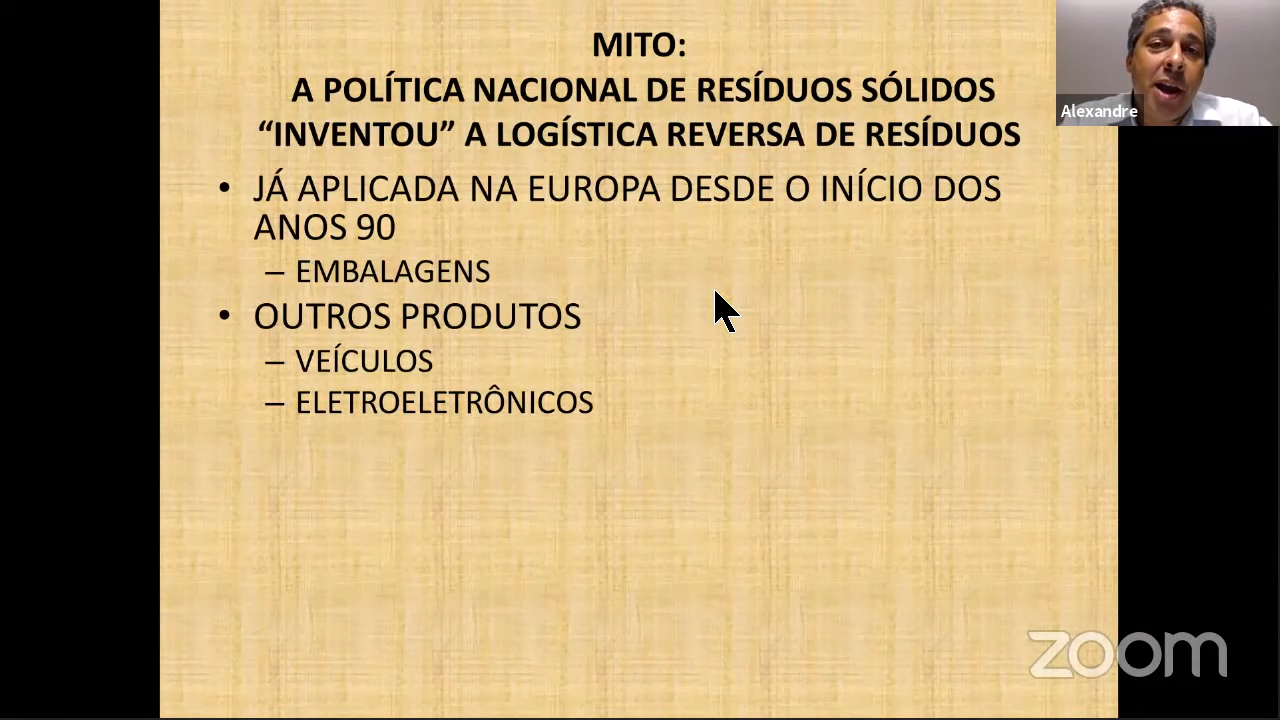 MITO:
A POLÍTICA NACIONAL DE RESÍDUOS SÓLIDOS
“INVENTOU” A LOGÍSTICA REVERSA DE RESÍDUOS
• JÁ APLICADA NA EUROPA DESDE O INÍCIO DOS
ANOS 90
– EMBALAGENS
• OUTROS PRODUTOS
– VEÍCULOS
– ELETROELETRÔNICOS
Alexandre
zoom